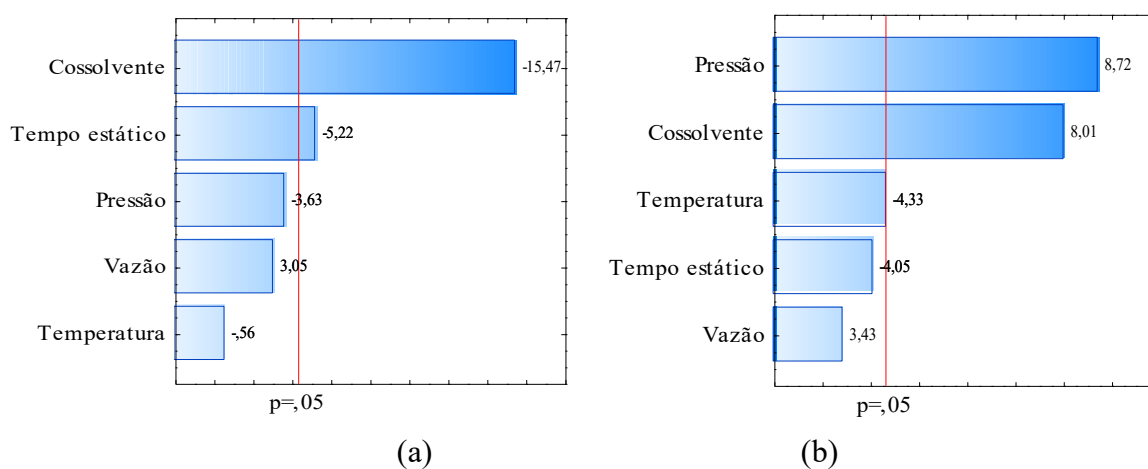 Cossolvente -15,47
Tempo estático -5,22
Pressão -3,63
Vazão 3,05
Temperatura -,56
p=,05
(a)
Pressão 8,72
Cossolvente 8,01
Temperatura -4,33
Tempo estático -4,05
Vazão 3,43
p=,05
(b)